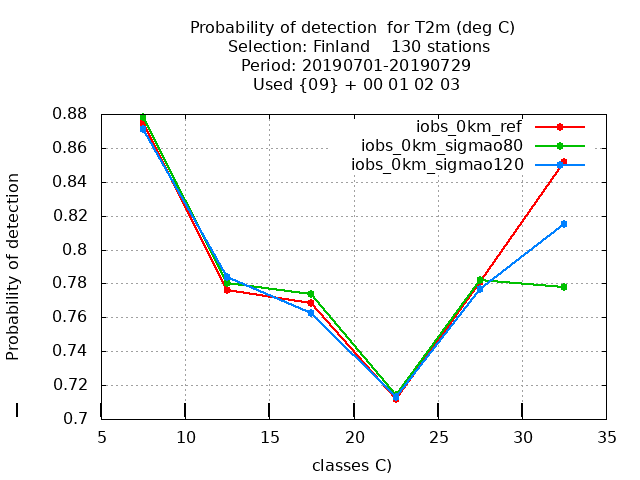 Probability of detection  for T2m (deg C)
Selection: Finland    130 stations
Period: 20190701-20190729
Used {09} + 00 01 02 03
iobs_0km_ref
iobs_0km_sigmao80
iobs_0km_sigmao120
Probability of detection
0.88
0.86
0.84
0.82
0.8
0.78
0.76
0.74
0.72
0.7
5
10
15
20
25
30
35
classes C)